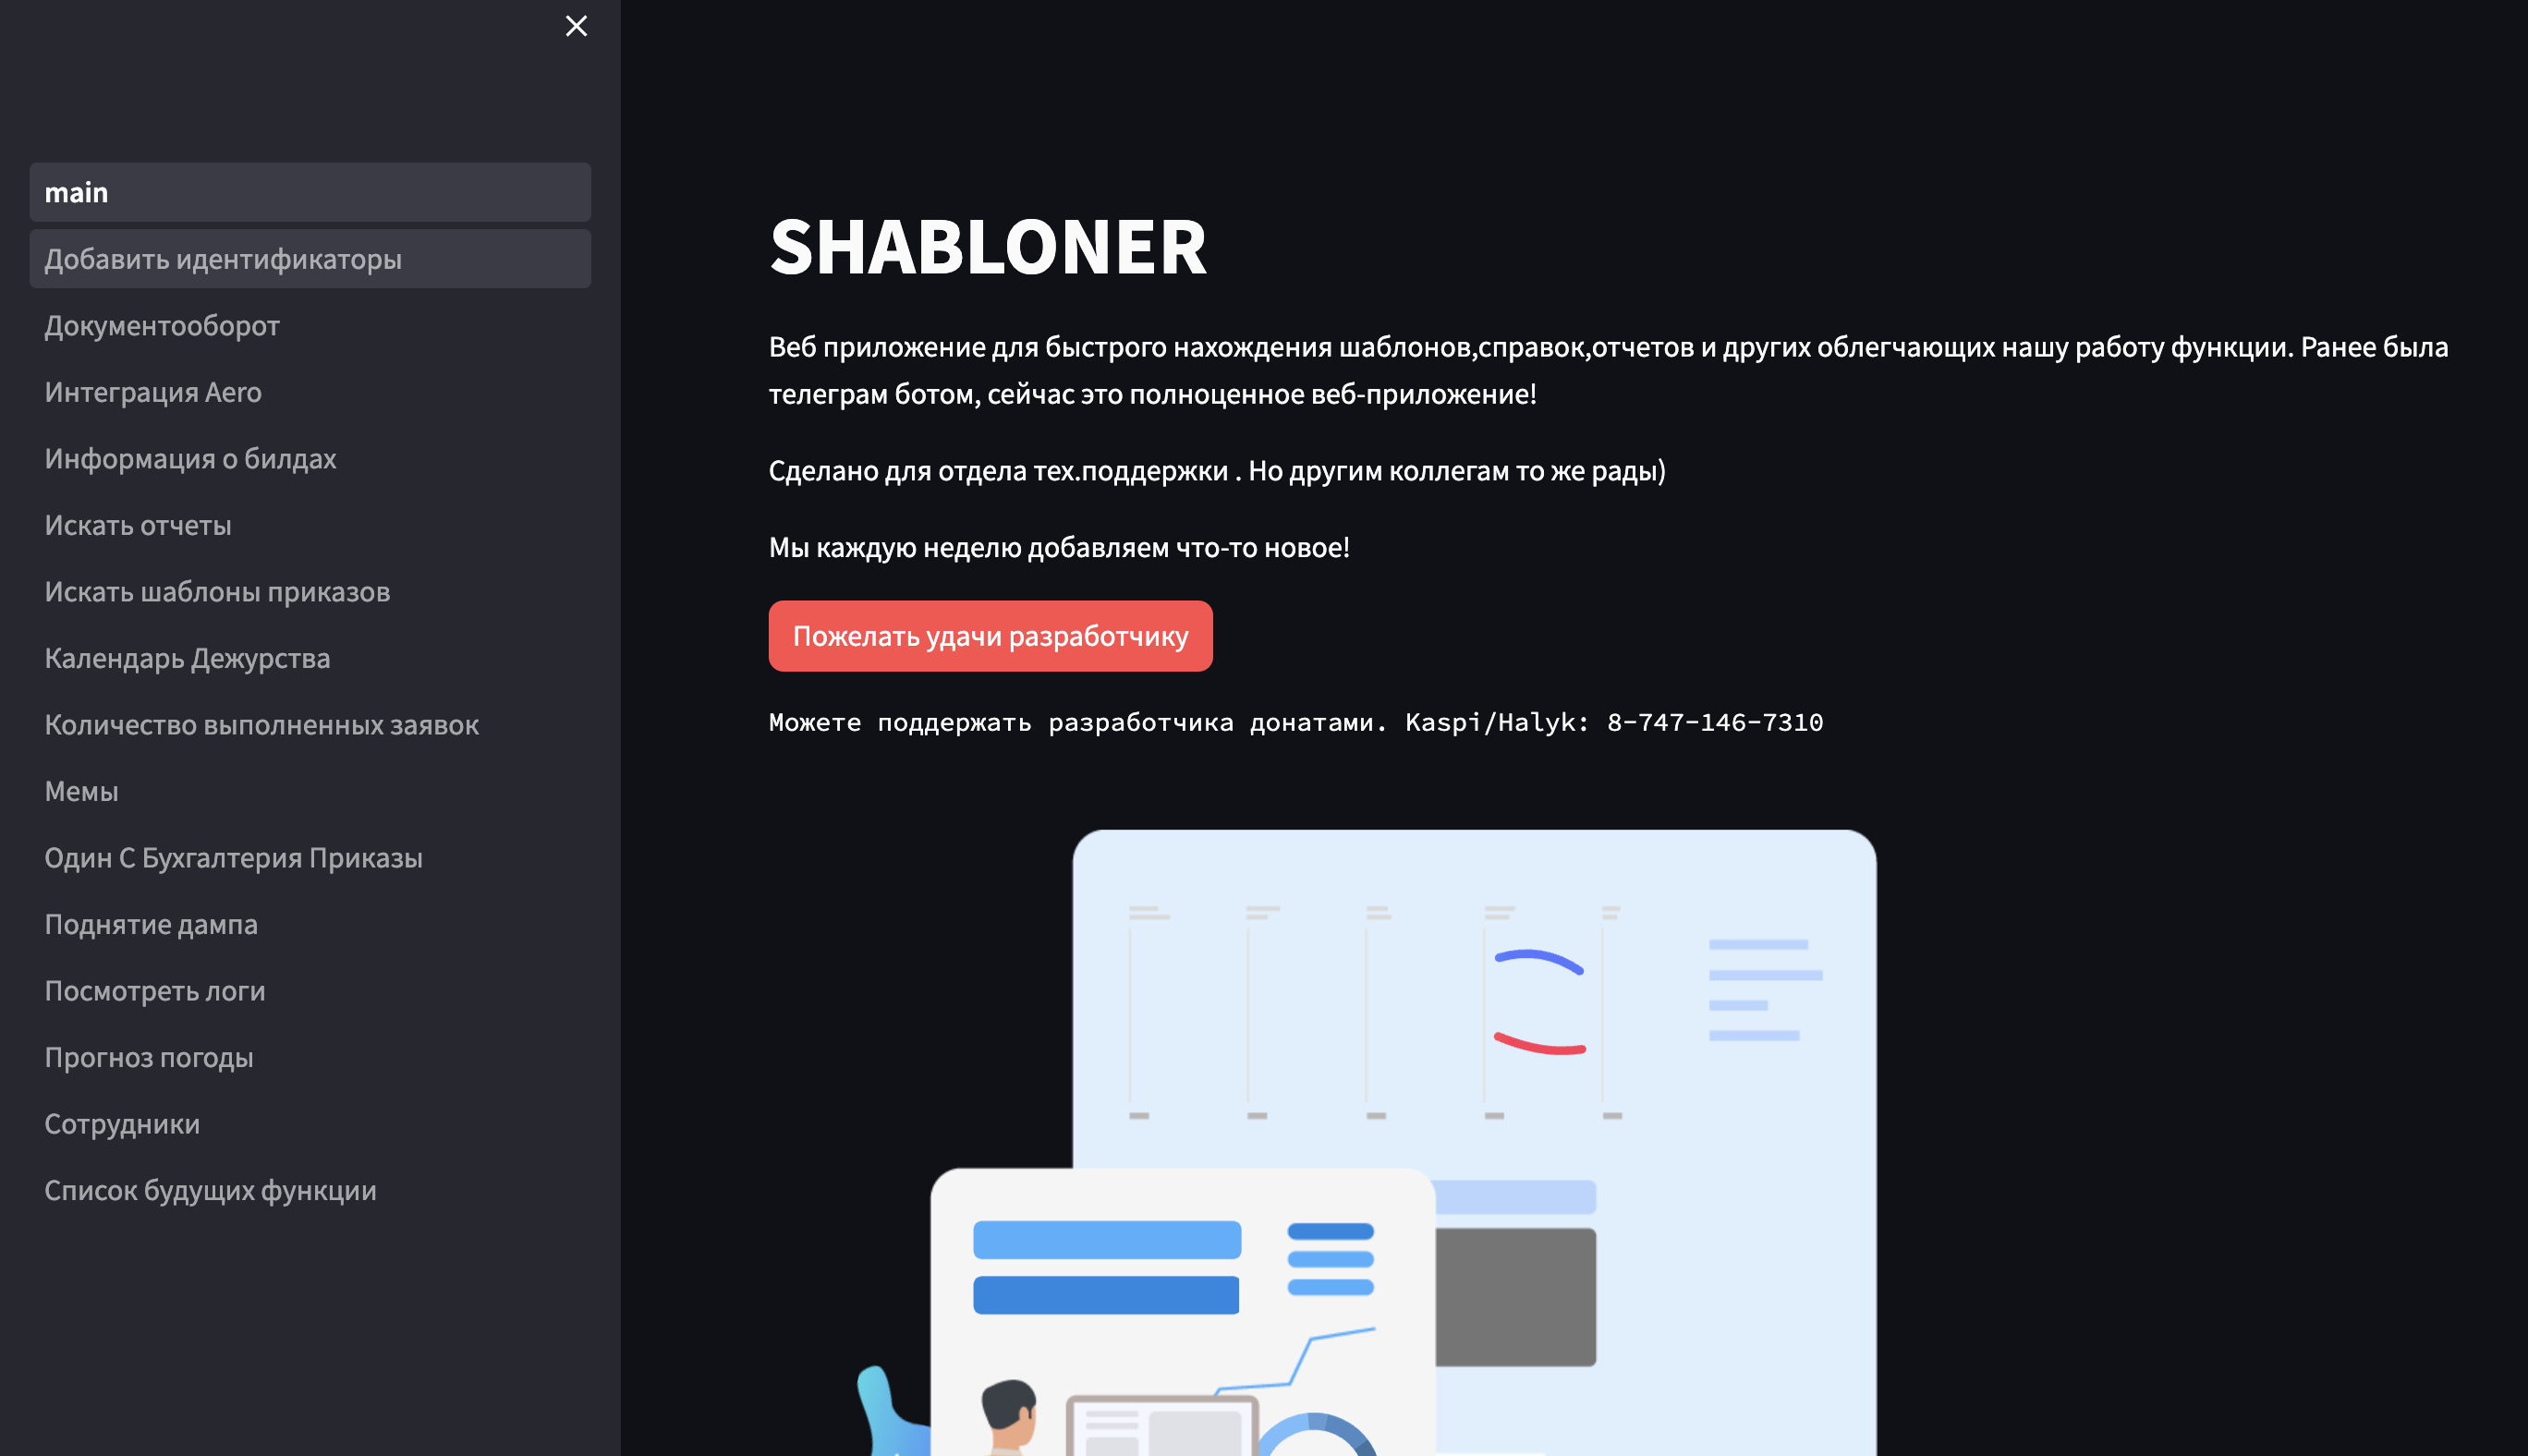 main
Добавить идентификаторы
Документооборот
Интеграция Aero
Информация о билдах
Искать отчеты
Искать шаблоны приказов
Календарь Дежурства
Количество выполненных заявок
Мемы
Один С Бухгалтерия Приказы
Поднятие дампа
Посмотреть логи
Прогноз погоды
Сотрудники
Список будущих функции
SHABLONER
Веб приложение для быстрого нахождения шаблонов,справок,отчетов и других облегчающих нашу работу функции. Ранее была
телеграм ботом, сейчас это полноценное веб-приложение!
Сделано для отдела тех.поддержки . Но другим коллегам то же рады)
Мы каждую неделю добавляем что-то новое!
Пожелать удачи разработчику
Можете поддержать разработчика донатами. Kaspi/Halyk: 8-747-146-7310